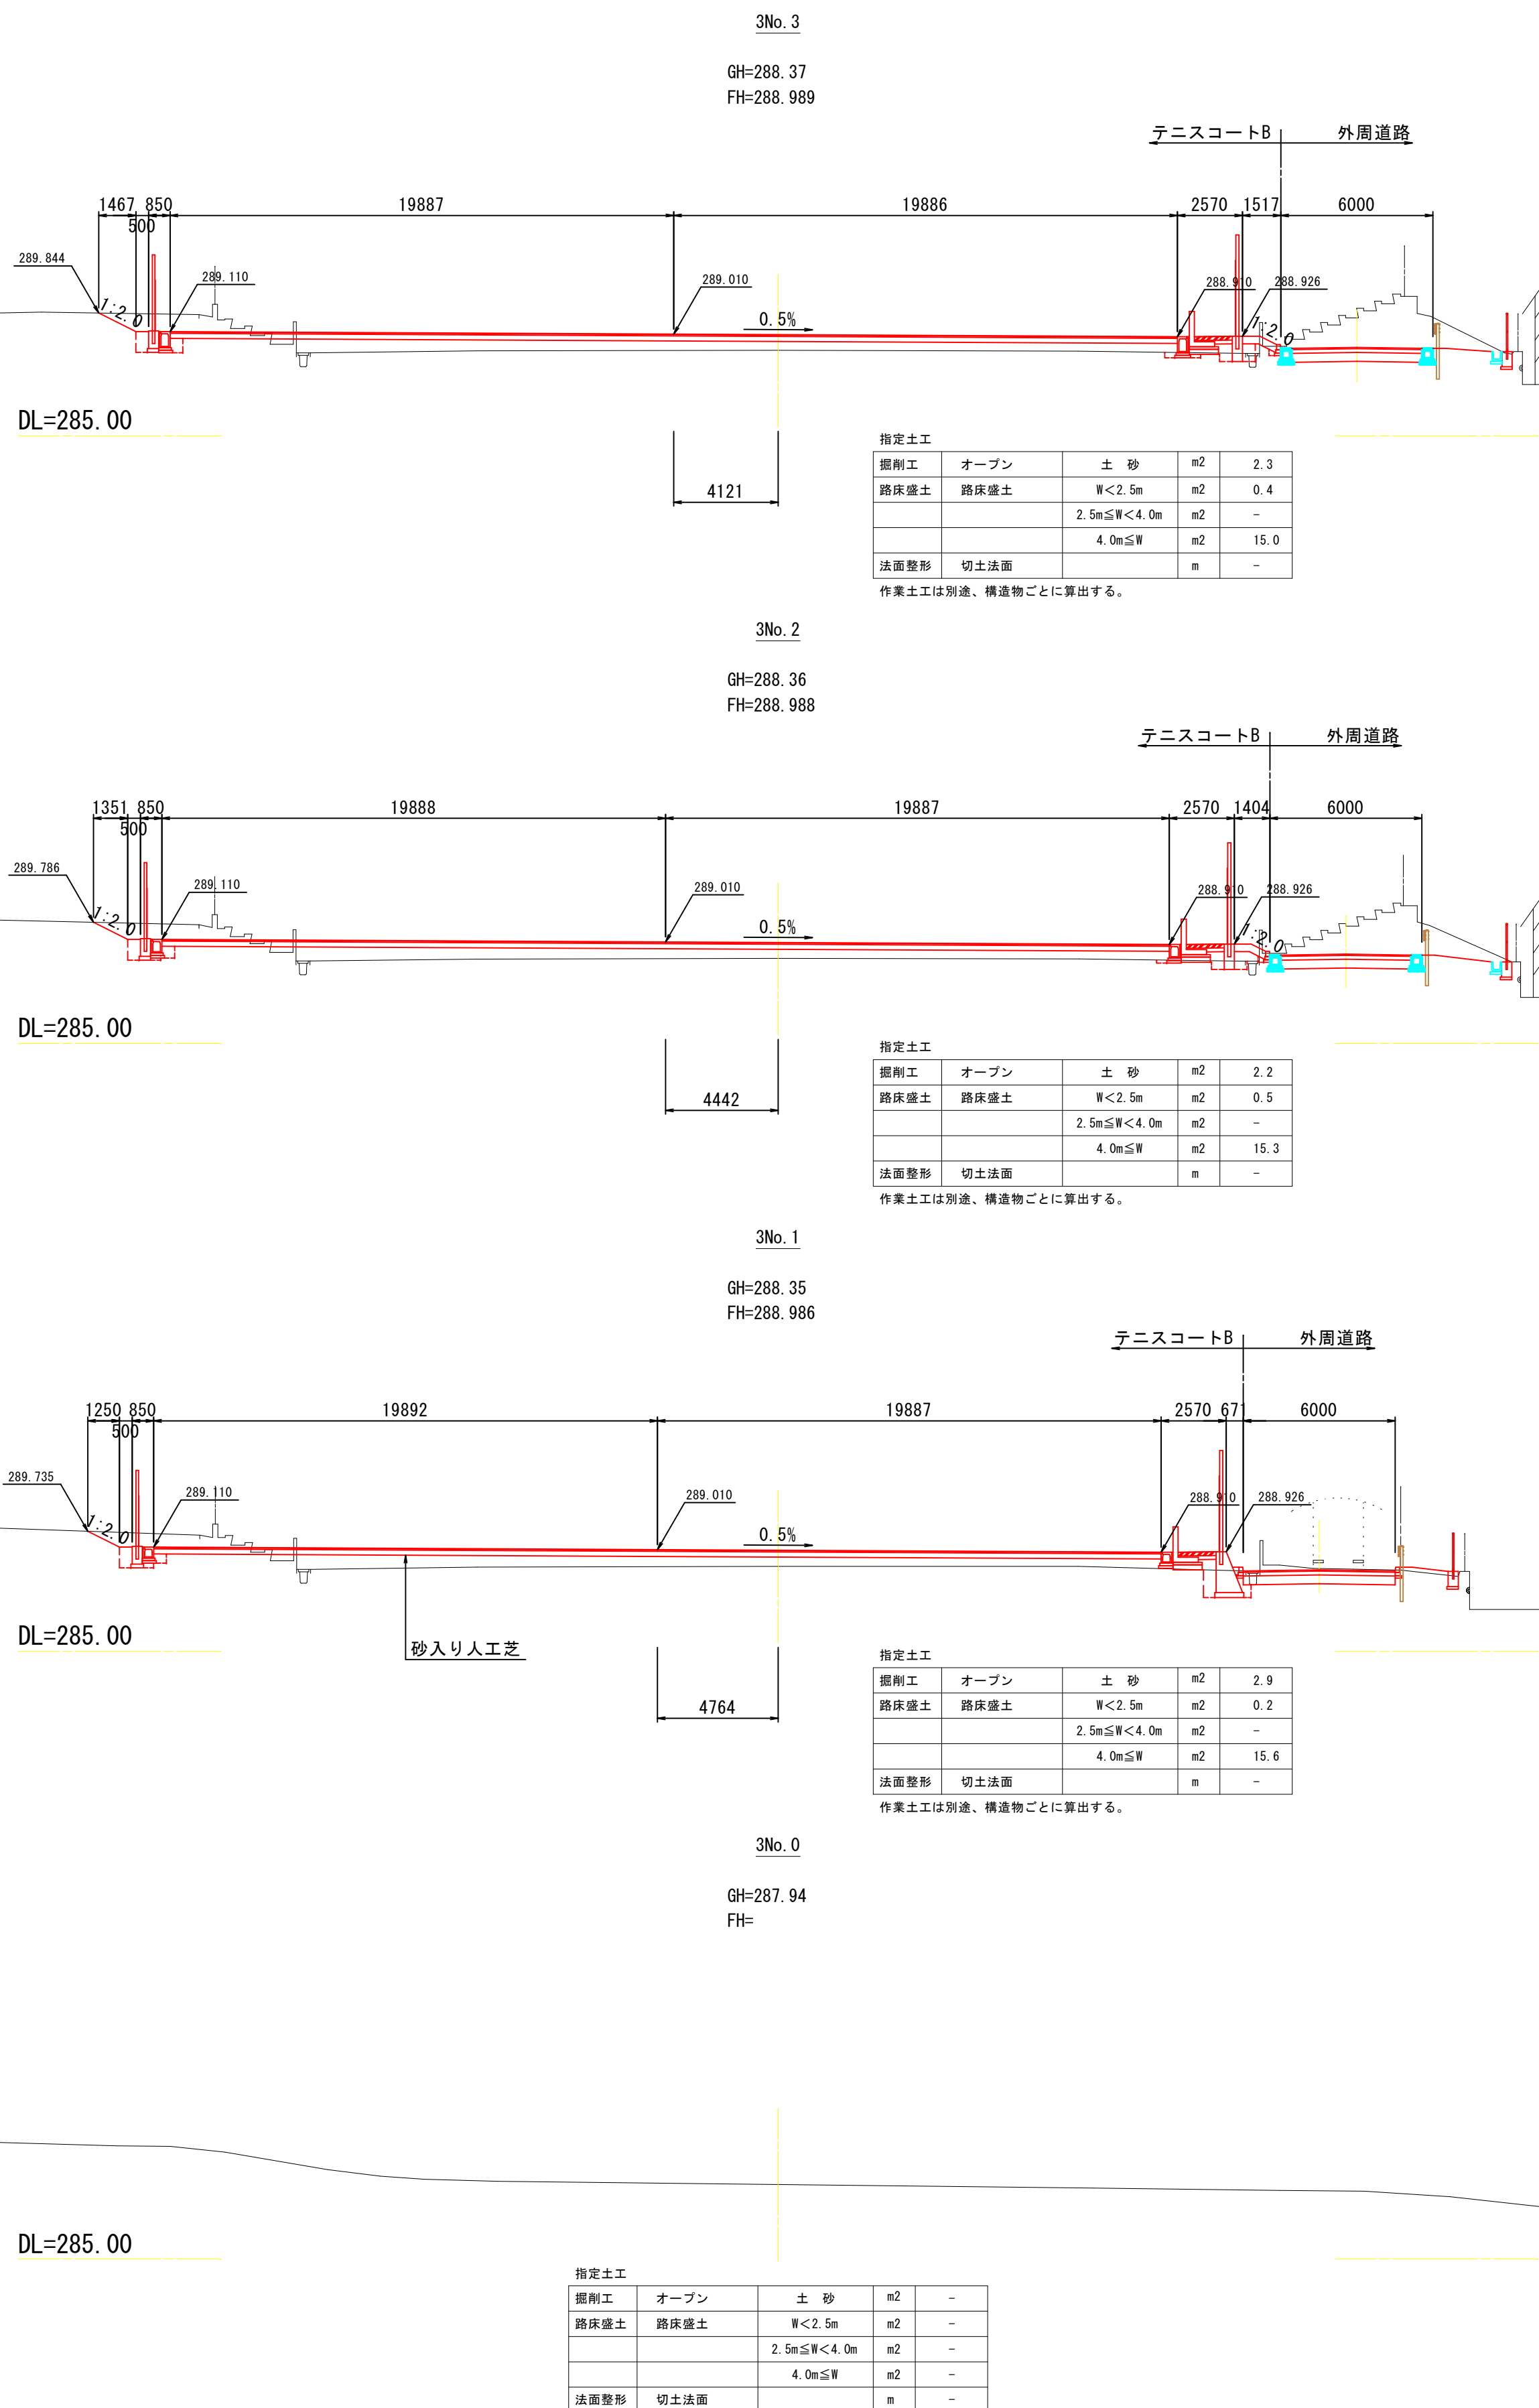 3No.3
GH=288.37
FH=288.989
テニスコートB 外周道路
1467 850 19887 19886 2570 1517 6000
500
289.844 289.110 289.010 288.910 288.926
1:2.0 0.5% 1:2.0
DL=285.00
4121
指定土工
掘削工 オープン 土 砂 m2 2.3
路床盛土 路床盛土 W＜2.5m m2 0.4
2.5m≦W＜4.0m m2 －
4.0m≦W m2 15.0
法面整形 切土法面 m －
作業土工は別途、構造物ごとに算出する。
3No.2
GH=288.36
FH=288.988
テニスコートB 外周道路
1351 850 19888 19887 2570 1404 6000
500
289.786 289.110 289.010 288.910 288.926
1:2.0 0.5% 1:2.0
DL=285.00
4442
指定土工
掘削工 オープン 土 砂 m2 2.2
路床盛土 路床盛土 W＜2.5m m2 0.5
2.5m≦W＜4.0m m2 －
4.0m≦W m2 15.3
法面整形 切土法面 m －
作業土工は別途、構造物ごとに算出する。
3No.1
GH=288.35
FH=288.986
テニスコートB 外周道路
1250 850 19892 19887 2570 671 6000
500
289.735 289.110 289.010 288.910 288.926
1:2.0 0.5%
DL=285.00
砂入り人工芝
4764
指定土工
掘削工 オープン 土 砂 m2 2.9
路床盛土 路床盛土 W＜2.5m m2 0.2
2.5m≦W＜4.0m m2 －
4.0m≦W m2 15.6
法面整形 切土法面 m －
作業土工は別途、構造物ごとに算出する。
3No.0
GH=287.94
FH=
DL=285.00
指定土工
掘削工 オープン 土 砂 m2 －
路床盛土 路床盛土 W＜2.5m m2 －
2.5m≦W＜4.0m m2 －
4.0m≦W m2 －
法面整形 切土法面 m －